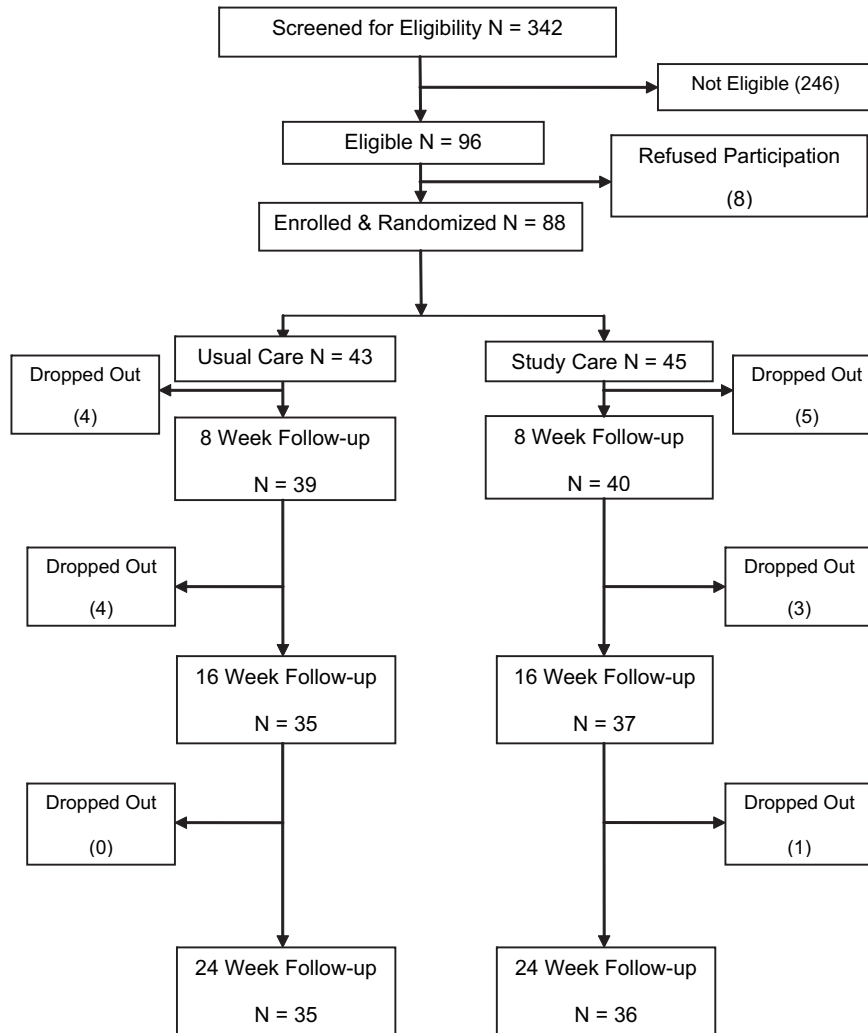 Screened for Eligibility N = 342
Not Eligible (246)
Eligible N = 96
Refused Participation
(8)
Enrolled & Randomized N = 88
Usual Care N = 43
Study Care N = 45
Dropped Out
(4)
Dropped Out
(5)
8 Week Follow-up
N = 39
8 Week Follow-up
N = 40
Dropped Out
(4)
Dropped Out
(3)
16 Week Follow-up
N = 35
16 Week Follow-up
N = 37
Dropped Out
(0)
Dropped Out
(1)
24 Week Follow-up
N = 35
24 Week Follow-up
N = 36